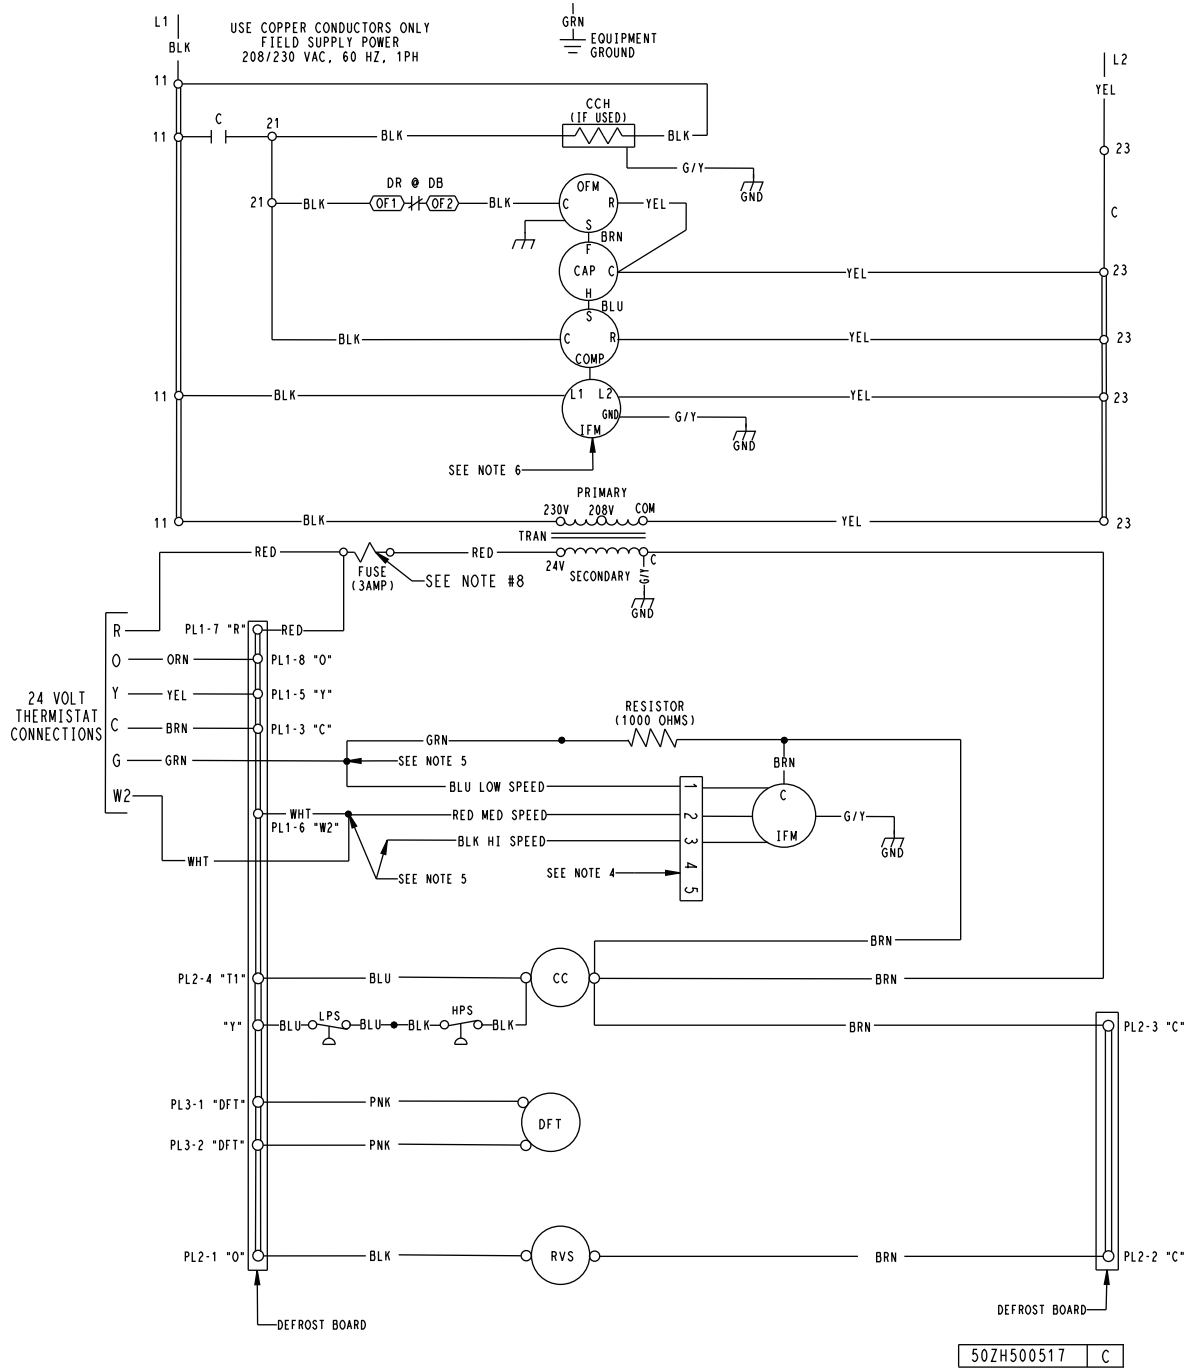 L1
BLK
USE COPPER CONDUCTORS ONLY
FIELD SUPPLY POWER
208/230 VAC, 60 HZ, 1PH
GRN
EQUIPMENT
GROUND
L2
YEL
11
CCH
(IF USED)
11
C
21
BLK
BLK
23
G/Y
GND
DR @ DB
21
BLK
OF1
OF2
BLK
OFM
C
R
S
YEL
C
BRN
F
CAP
C
H
YEL
23
BLU
S
BLK
C
R
COMP
YEL
23
11
BLK
L1
L2
GND
IFM
YEL
23
G/Y
GND
SEE NOTE 6
PRIMARY
230V
208V
COM
11
BLK
YEL
23
TRAN
RED
RED
24V
SECONDARY
C
G/Y
GND
FUSE
(3AMP)
SEE NOTE #8
24 VOLT
THERMISTAT
CONNECTIONS
R
PL1-7 "R"
RED
O
ORN
PL1-8 "O"
Y
YEL
PL1-5 "Y"
C
BRN
PL1-3 "C"
G
GRN
W2
GRN
RESISTOR
(1000 OHMS)
SEE NOTE 5
BRN
BLU LOW SPEED
1
C
WHT
PL1-6 "W2"
RED MED SPEED
2
IFM
G/Y
GND
BLK HI SPEED
3
WHT
SEE NOTE 5
SEE NOTE 4
4
5
BRN
PL2-4 "T1"
BLU
CC
BRN
"Y"
BLU
LPS
BLU
BLK
HPS
BLK
BRN
PL2-3 "C"
PL3-1 "DFT"
PNK
DFT
PL3-2 "DFT"
PNK
PL2-1 "O"
BLK
RVS
BRN
PL2-2 "C"
DEFROST BOARD
DEFROST BOARD
50ZH500517
C